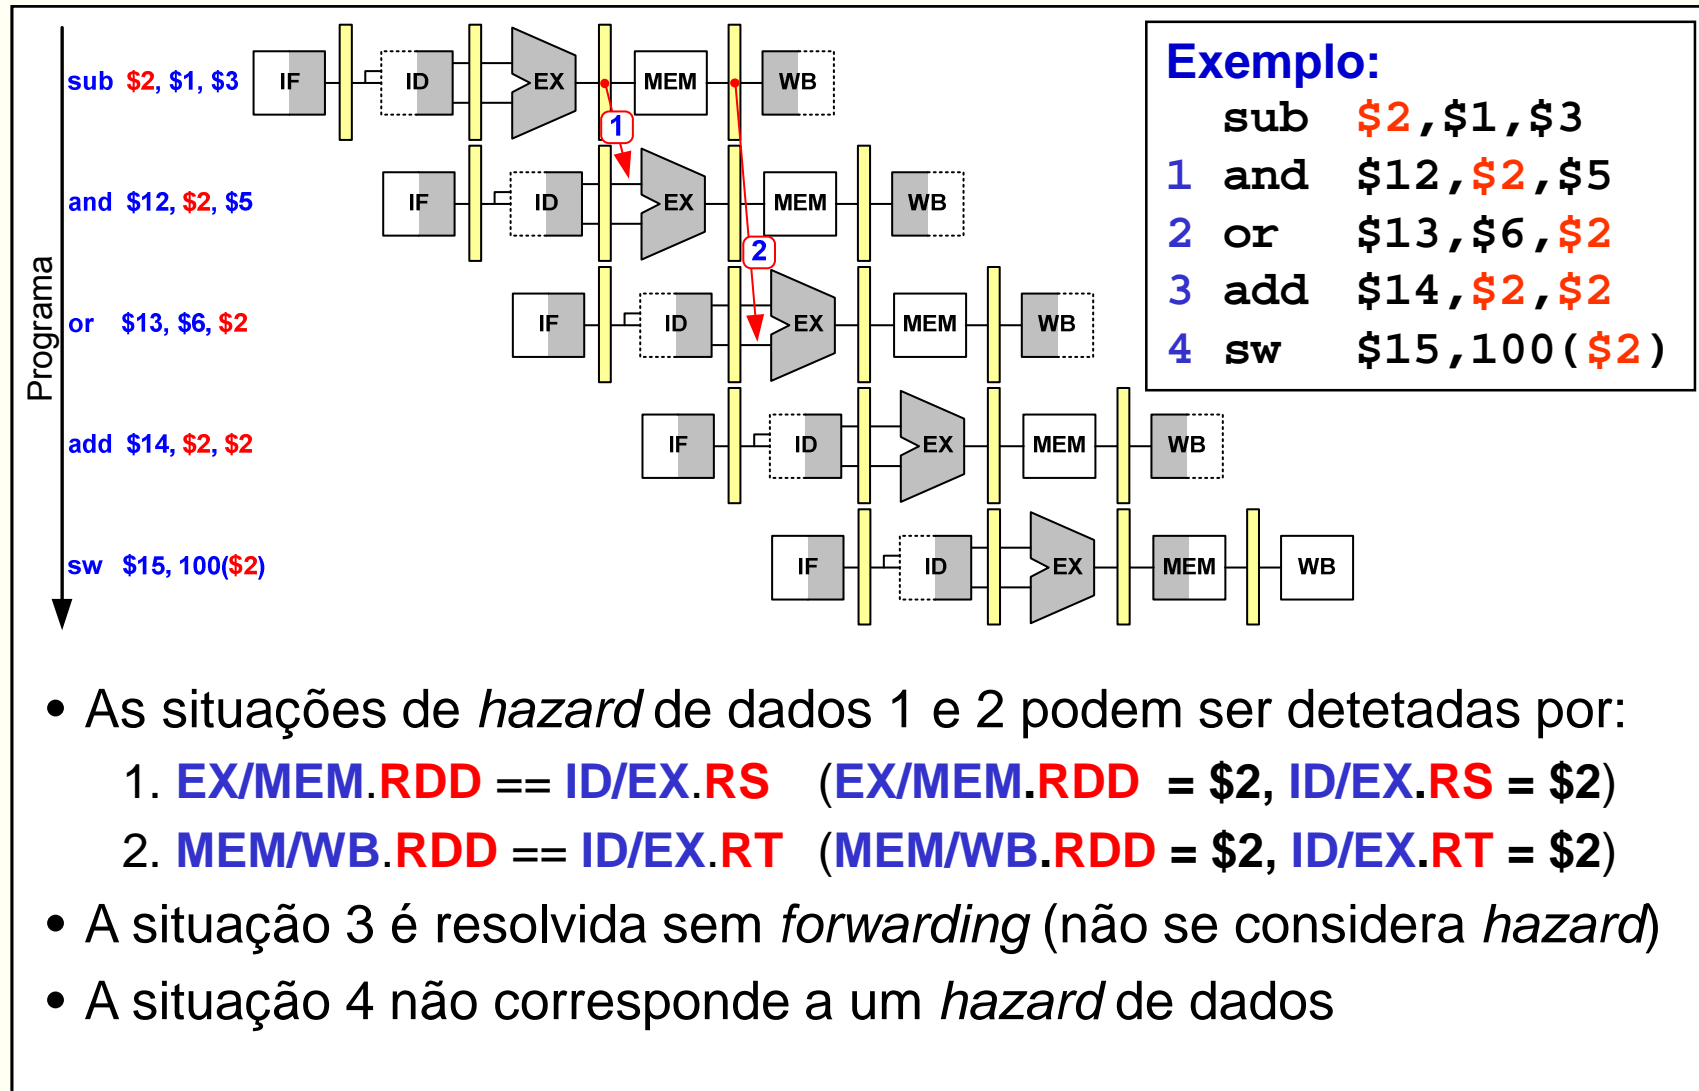 Programa
sub $2, $1, $3 IF ID EX MEM WB
1
and $12, $2, $5 IF ID EX MEM WB
2
or $13, $6, $2 IF ID EX MEM WB
add $14, $2, $2 IF ID EX MEM WB
sw $15, 100($2) IF ID EX MEM WB
Exemplo:
sub $2,$1,$3
1 and $12,$2,$5
2 or $13,$6,$2
3 add $14,$2,$2
4 sw $15,100($2)
• As situações de hazard de dados 1 e 2 podem ser detetadas por:
1. EX/MEM.RDD == ID/EX.RS (EX/MEM.RDD = $2, ID/EX.RS = $2)
2. MEM/WB.RDD == ID/EX.RT (MEM/WB.RDD = $2, ID/EX.RT = $2)
• A situação 3 é resolvida sem forwarding (não se considera hazard)
• A situação 4 não corresponde a um hazard de dados